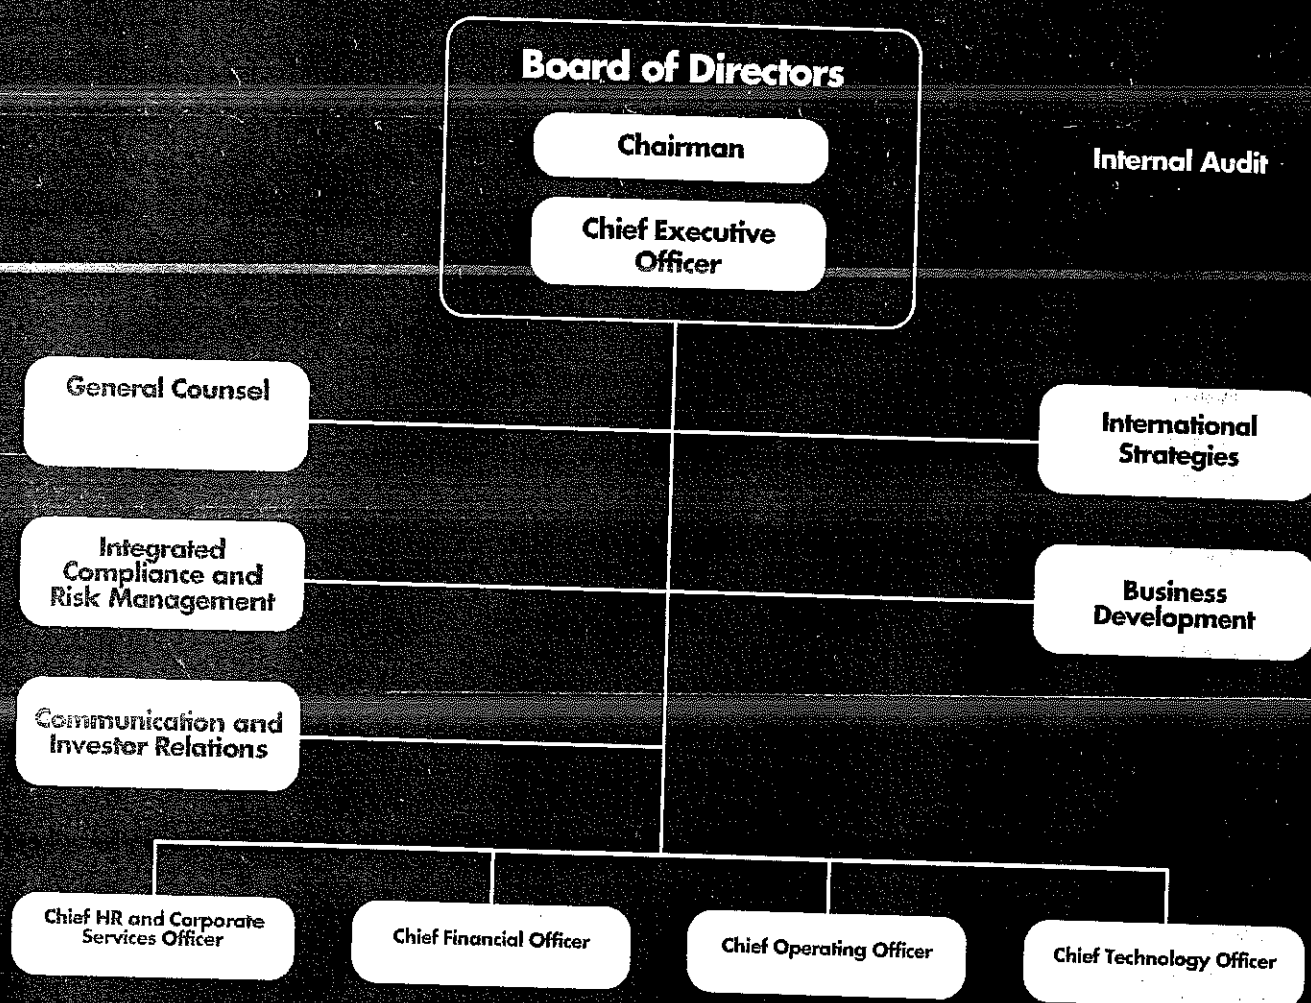 Board of Directors
Chairman
Internal Audit
Chief Executive
Officer
General Counsel
International
Strategies
Integrated
Compliance and
Risk Management
Business
Development
Communication and
Investor Relations
Chief HR and Corporate
Services Officer
Chief Financial Officer
Chief Operating Officer
Chief Technology Officer